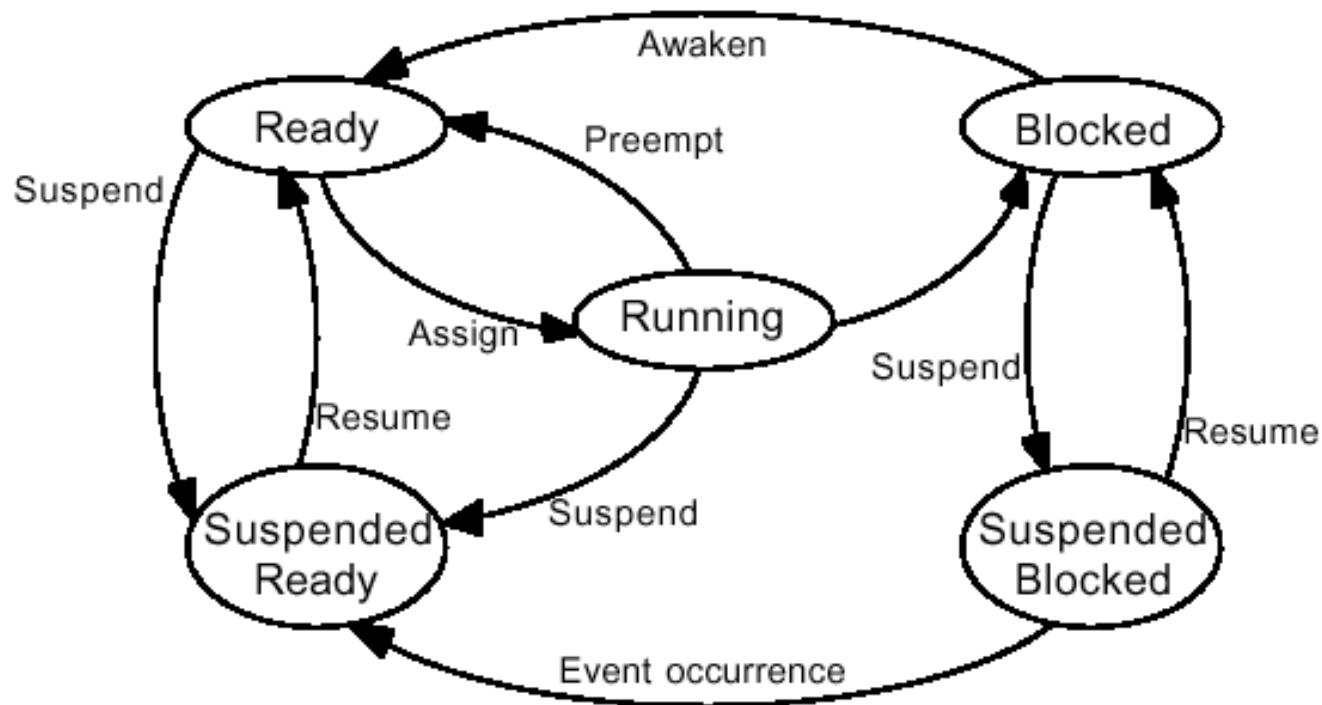 Awaken
Ready
Blocked
Preempt
Suspend
Running
Assign
Suspend
Resume
Resume
Suspend
Suspended
Ready
Suspended
Blocked
Event occurrence